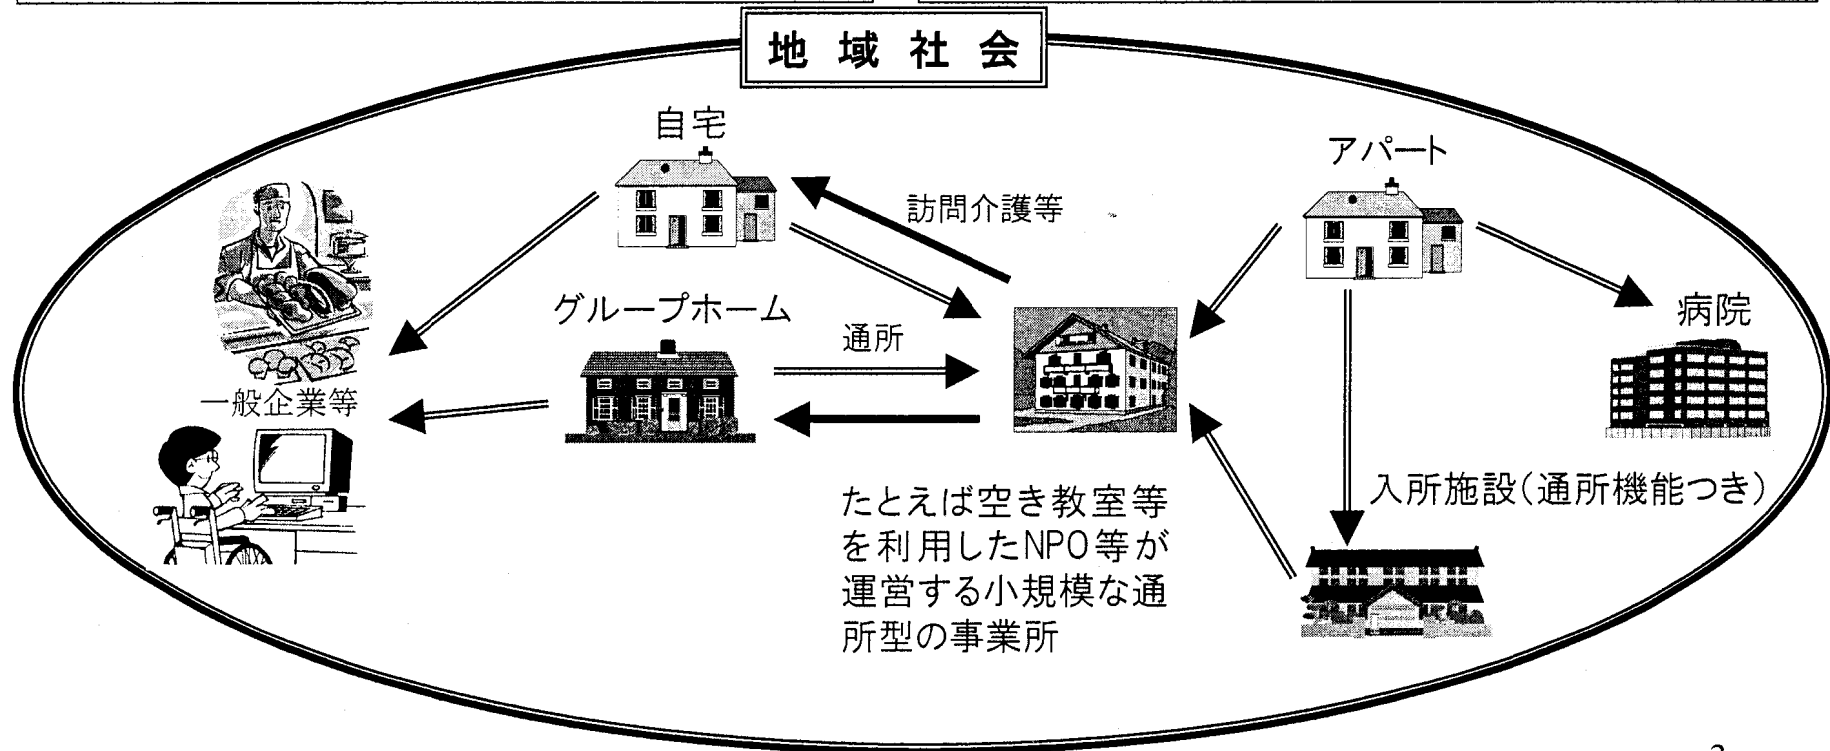 地域社会
自宅
アパート
訪問介護等
グループホーム
通所
病院
一般企業等
入所施設(通所機能つき)
たとえば空き教室等
を利用したNPO等が
運営する小規模な通
所型の事業所